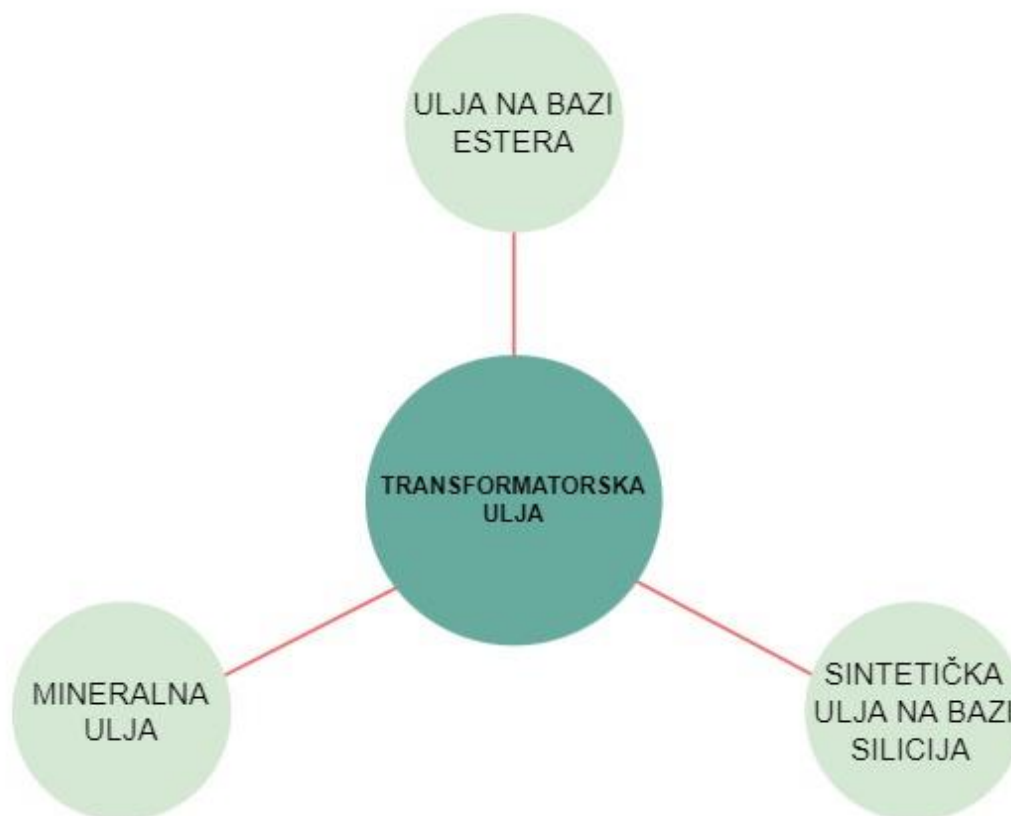 ULJA NA BAZI
ESTERA
TRANSFORMATORSKA
ULJA
MINERALNA
ULJA
SINTETIČKA
ULJA NA BAZI
SILICIJA